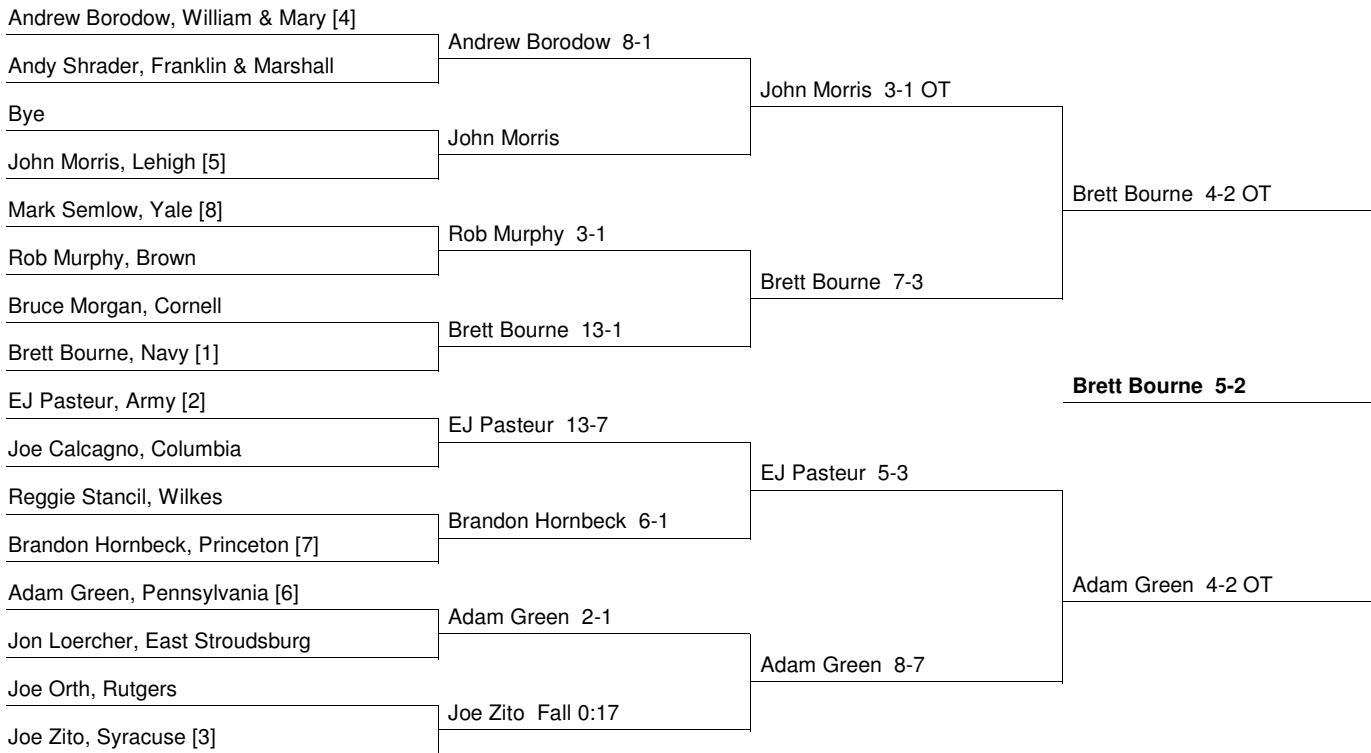 Andrew Borodow, William & Mary [4]
Andy Shrader, Franklin & Marshall
Bye
John Morris, Lehigh [5]
Mark Semlow, Yale [8]
Rob Murphy, Brown
Bruce Morgan, Cornell
Brett Bourne, Navy [1]
EJ Pasteur, Army [2]
Joe Calcagno, Columbia
Reggie Stancil, Wilkes
Brandon Hornbeck, Princeton [7]
Adam Green, Pennsylvania [6]
Jon Loercher, East Stroudsburg
Joe Orth, Rutgers
Joe Zito, Syracuse [3]
Andrew Borodow 8-1
John Morris
Rob Murphy 3-1
Brett Bourne 13-1
EJ Pasteur 13-7
Brandon Hornbeck 6-1
Adam Green 2-1
Joe Zito Fall 0:17
John Morris 3-1 OT
Brett Bourne 7-3
EJ Pasteur 5-3
Adam Green 8-7
Brett Bourne 4-2 OT
Adam Green 4-2 OT
Brett Bourne 5-2